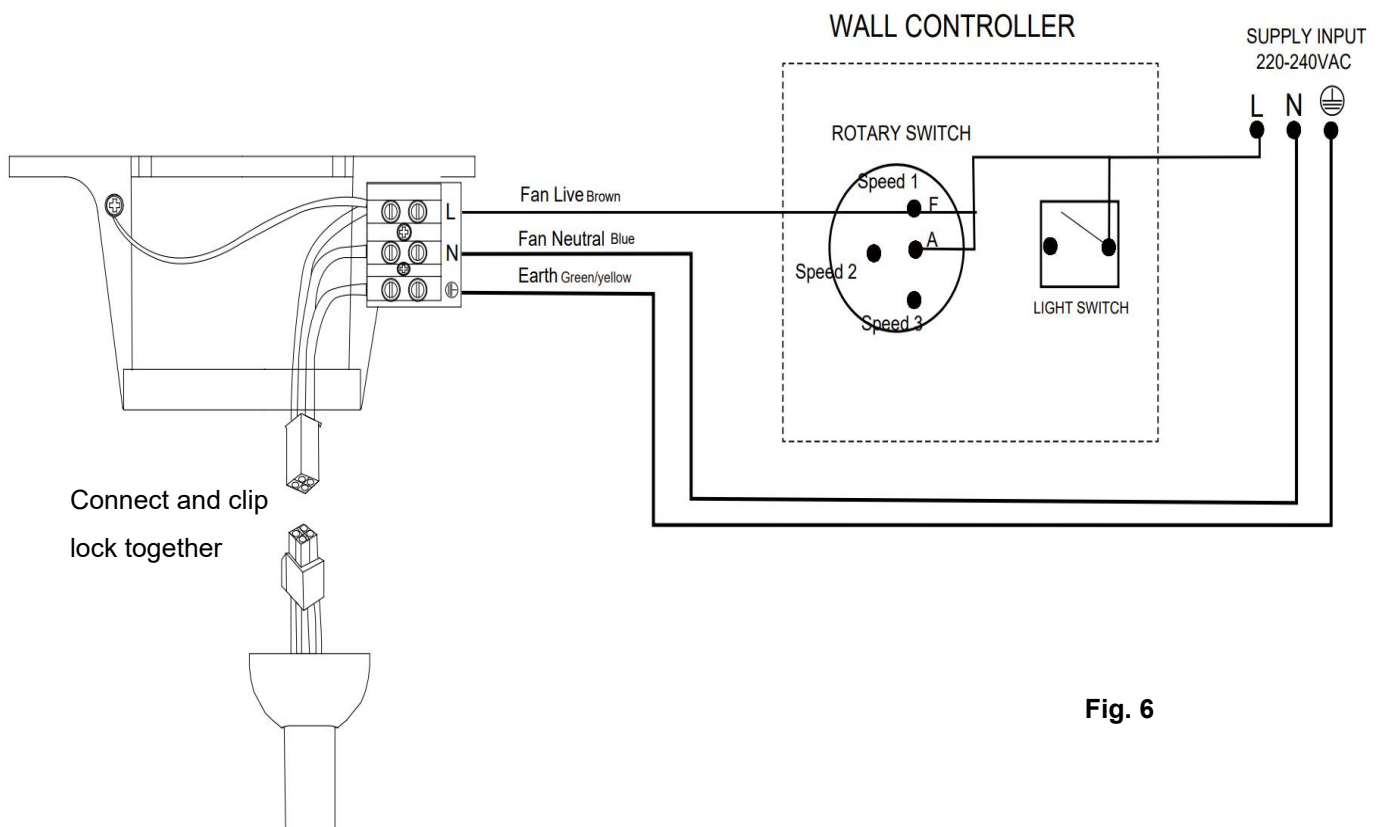 WALL CONTROLLER
SUPPLY INPUT
220-240VAC
L N
ROTARY SWITCH
Speed 1
F
A
Speed 2
Speed 3
LIGHT SWITCH
L
N
Fan Live Brown
Fan Neutral Blue
Earth Green/yellow
Connect and clip
lock together
Fig. 6